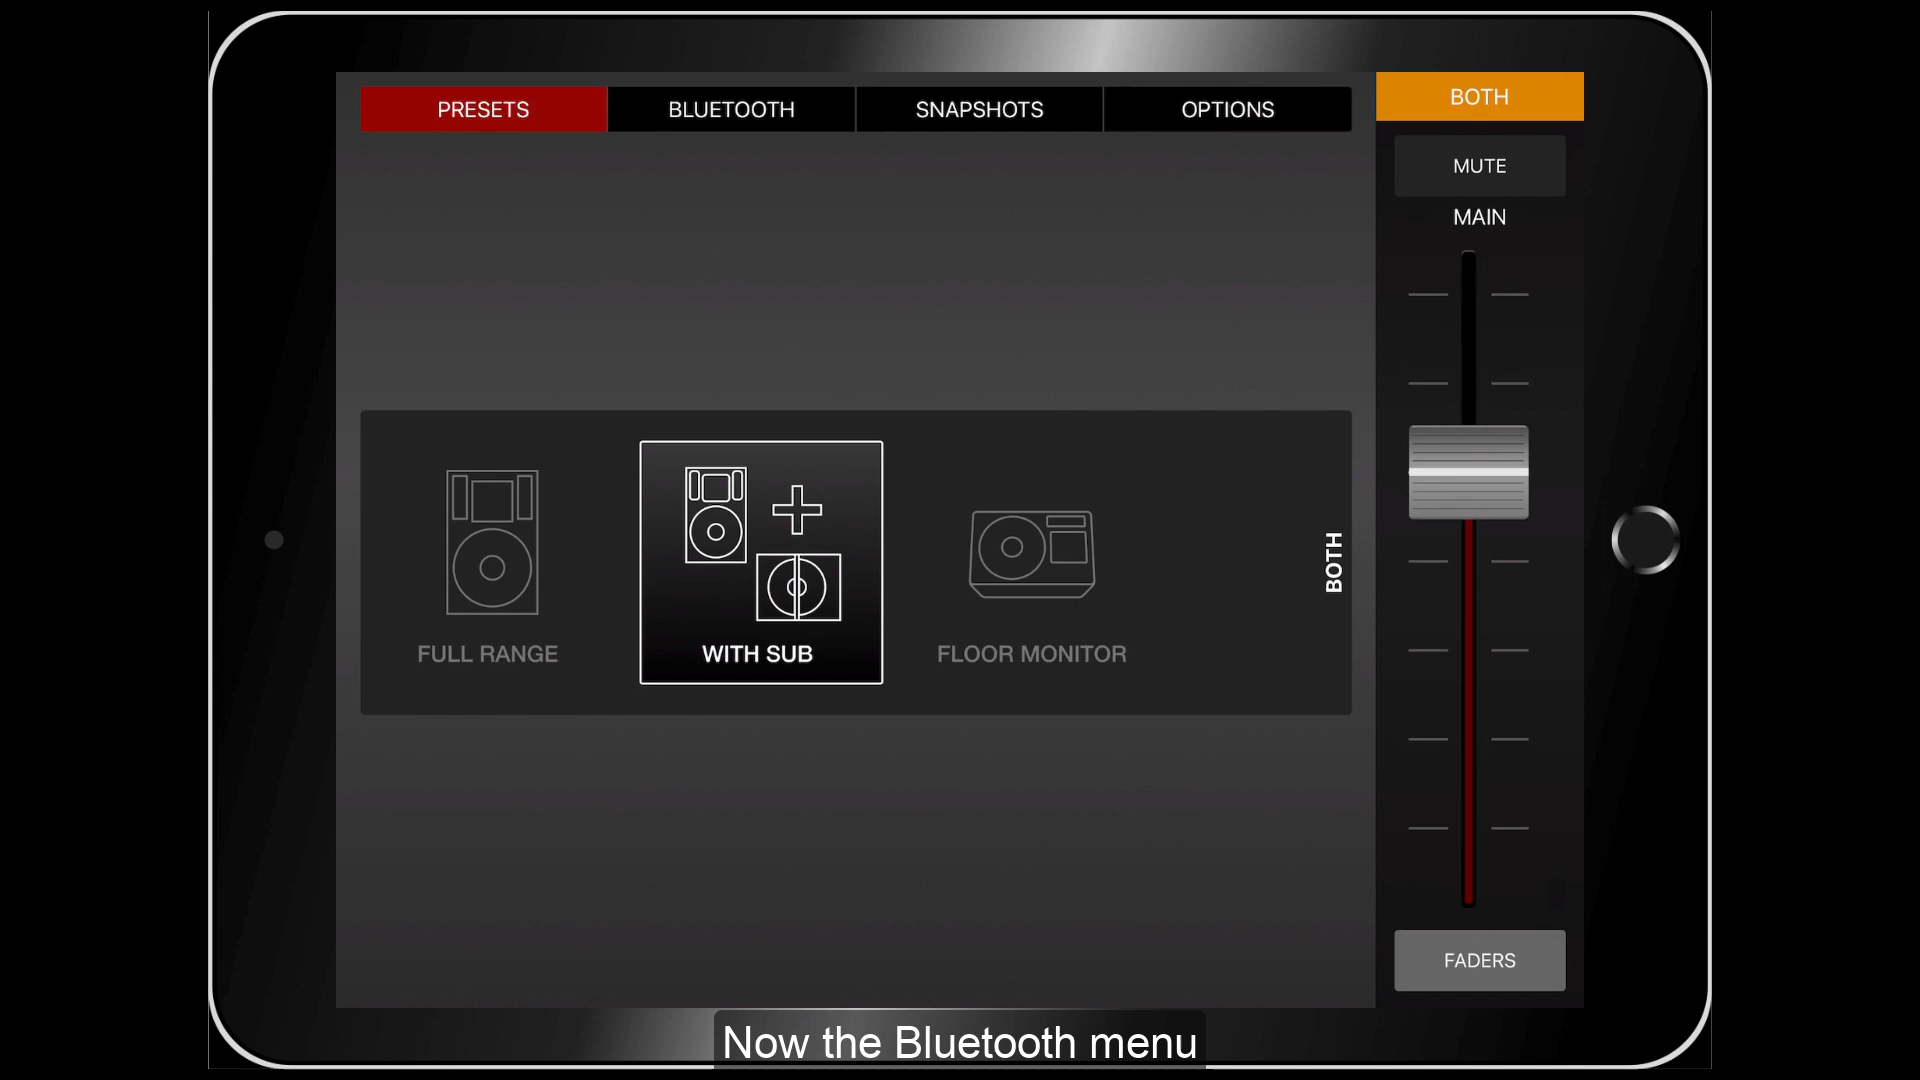 PRESETS BLUETOOTH SNAPSHOTS OPTIONS
BOTH
MUTE
MAIN
FULL RANGE
WITH SUB
FLOOR MONITOR
BOTH
FADERS
Now the Bluetooth menu